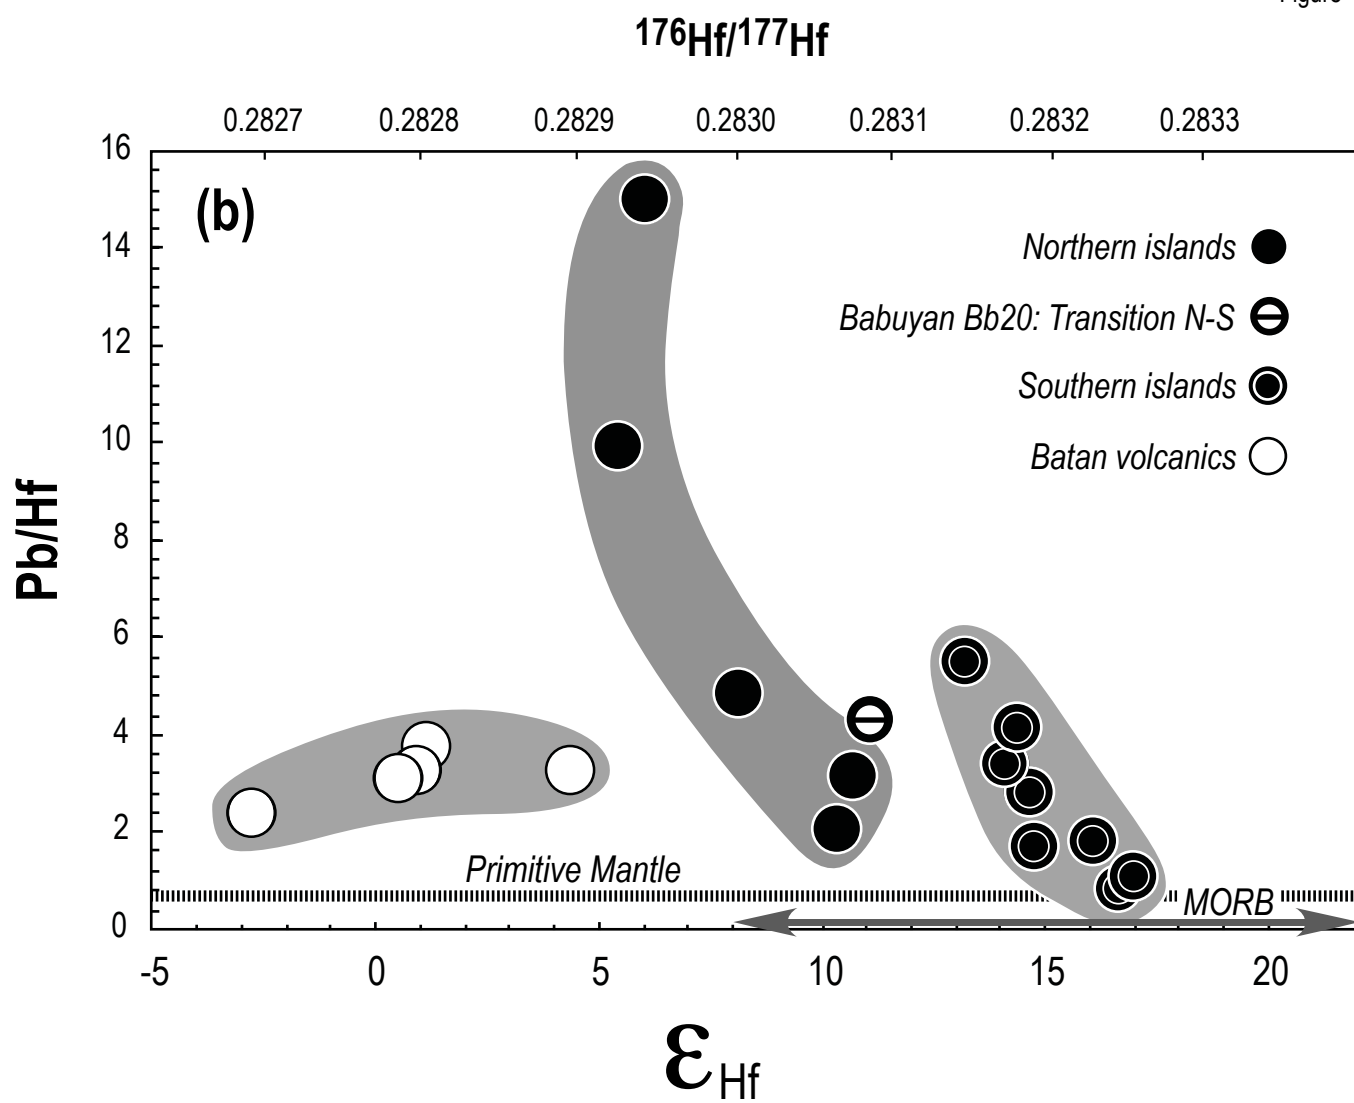 Figure
176Hf/177Hf
0.2827 0.2828 0.2829 0.2830 0.2831 0.2832 0.2833
16
(b)
14
Northern islands
Babuyan Bb20: Transition N-S
12
Southern islands
10
Batan volcanics
Pb/Hf
8
6
4
2
Primitive Mantle
MORB
0
-5 0 5 10 15 20
εHf